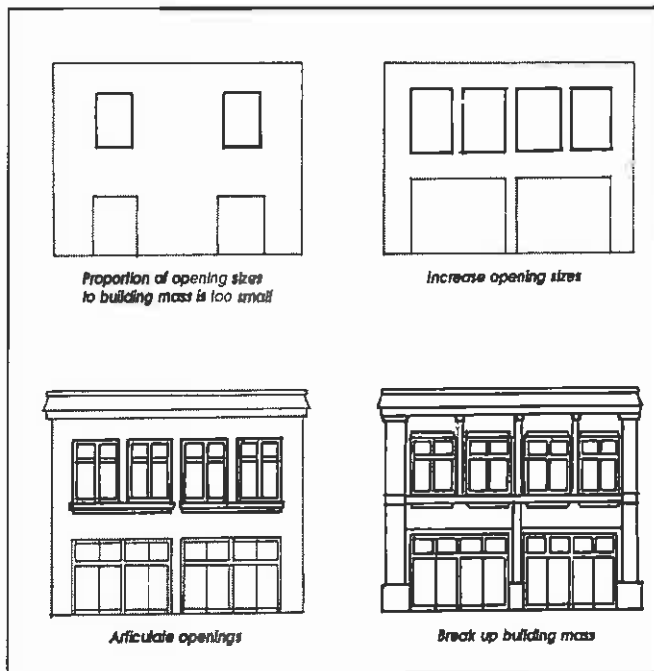 Proportion of opening sizes
to building mass is too small
Increase opening sizes
Articulate openings
Break up building mass